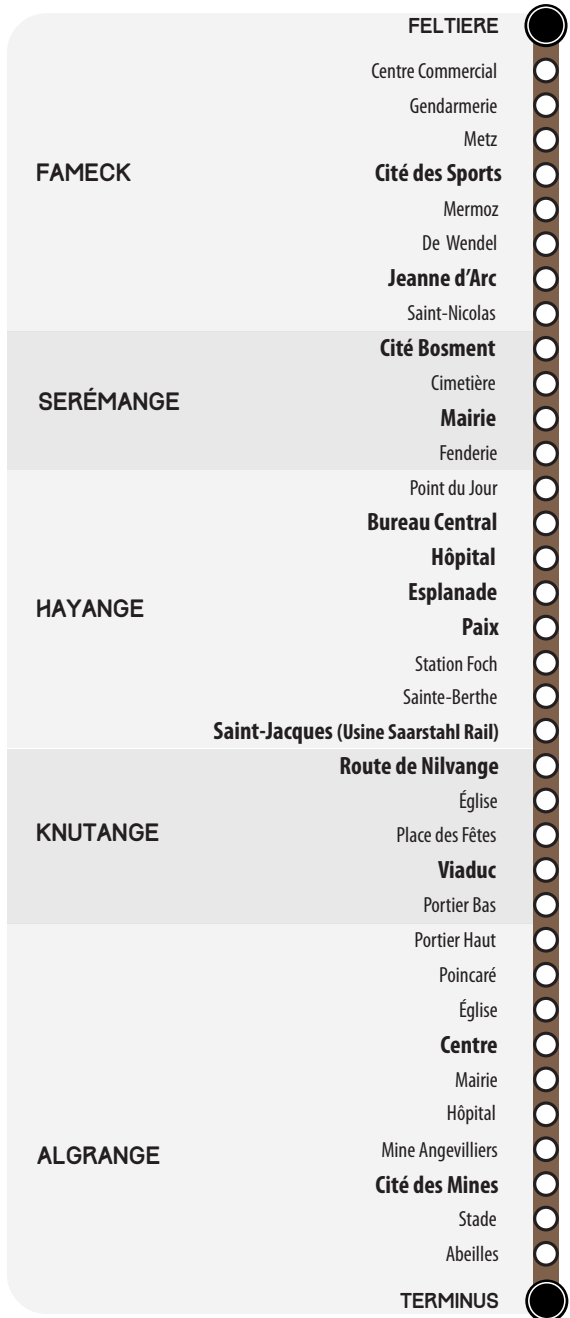 FELTIERE
Centre Commercial
Gendarmerie
Metz
FAMECK
Cité des Sports
Mermoz
De Wendel
Jeanne d'Arc
Saint-Nicolas
Cité Bosment
Cimetière
SERÉMANGE
Mairie
Fenderie
Point du Jour
Bureau Central
Hôpital
Esplanade
HAYANGE
Paix
Station Foch
Sainte-Berthe
Saint-Jacques (Usine Saarstahl Rail)
Route de Nilvange
Église
KNUTANGE
Place des Fêtes
Viaduc
Portier Bas
Portier Haut
Poincaré
Église
Centre
Mairie
Hôpital
Mine Angevilliers
ALGRANGE
Cité des Mines
Stade
Abeilles
TERMINUS